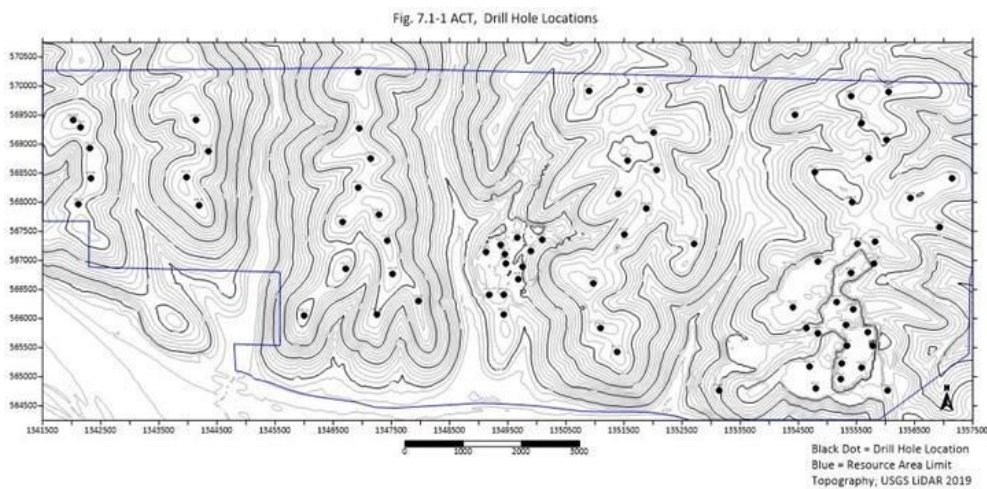 Fig. 7.1-1 ACT, Drill Hole Locations
570500
570000
569500
569000
568500
568000
567500
567000
566500
566000
565500
565000
564500
1341500 1342500 1343500 1344500 1345500 1346500 1347500 1348500 1349500 1350500 1351500 1352500 1353500 1354500 1355500 1356500 1357500
N
0 1000 2000 3000
Black Dot = Drill Hole Location
Blue = Resource Area Limit
Topography; USGS LiDAR 2019